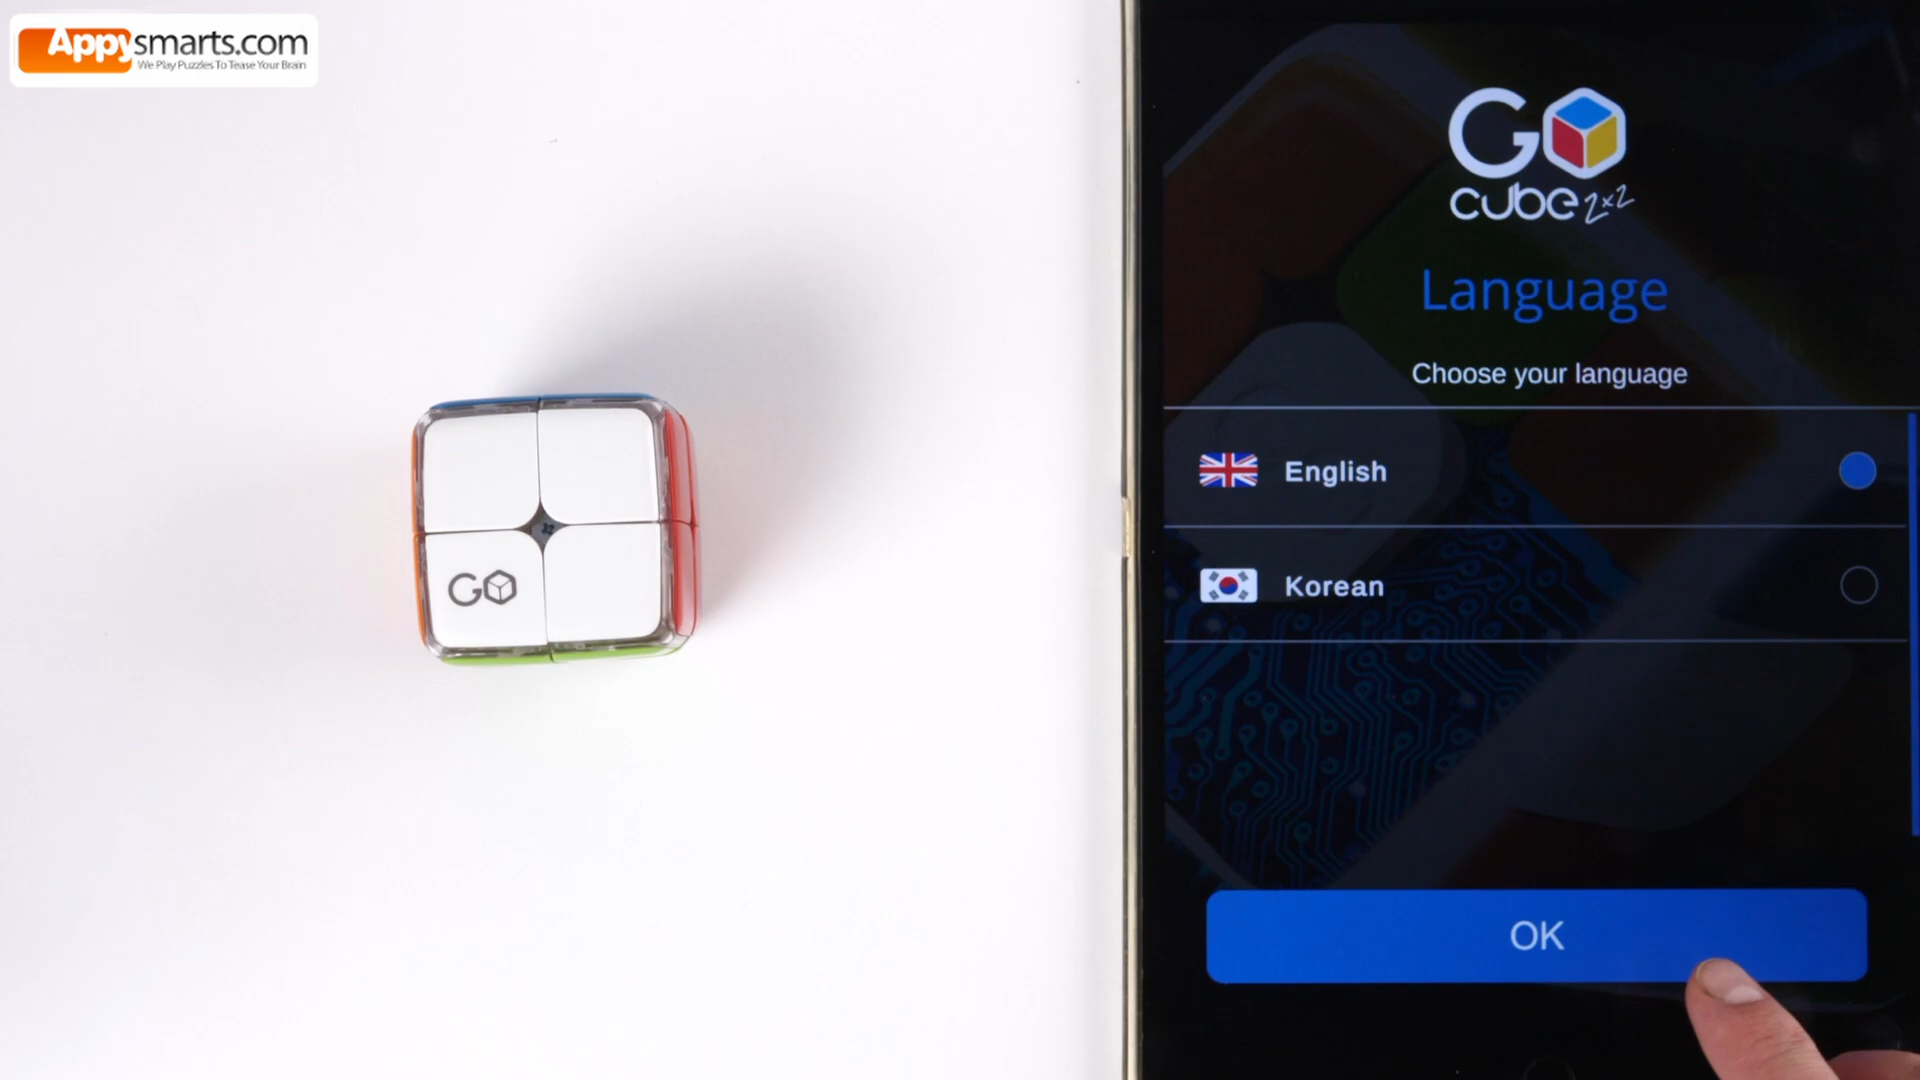 Appysmarts.com
We Play Puzzles To Tease Your Brain
GO
GO
cube 2x2
Language
Choose your language
English
Korean
OK